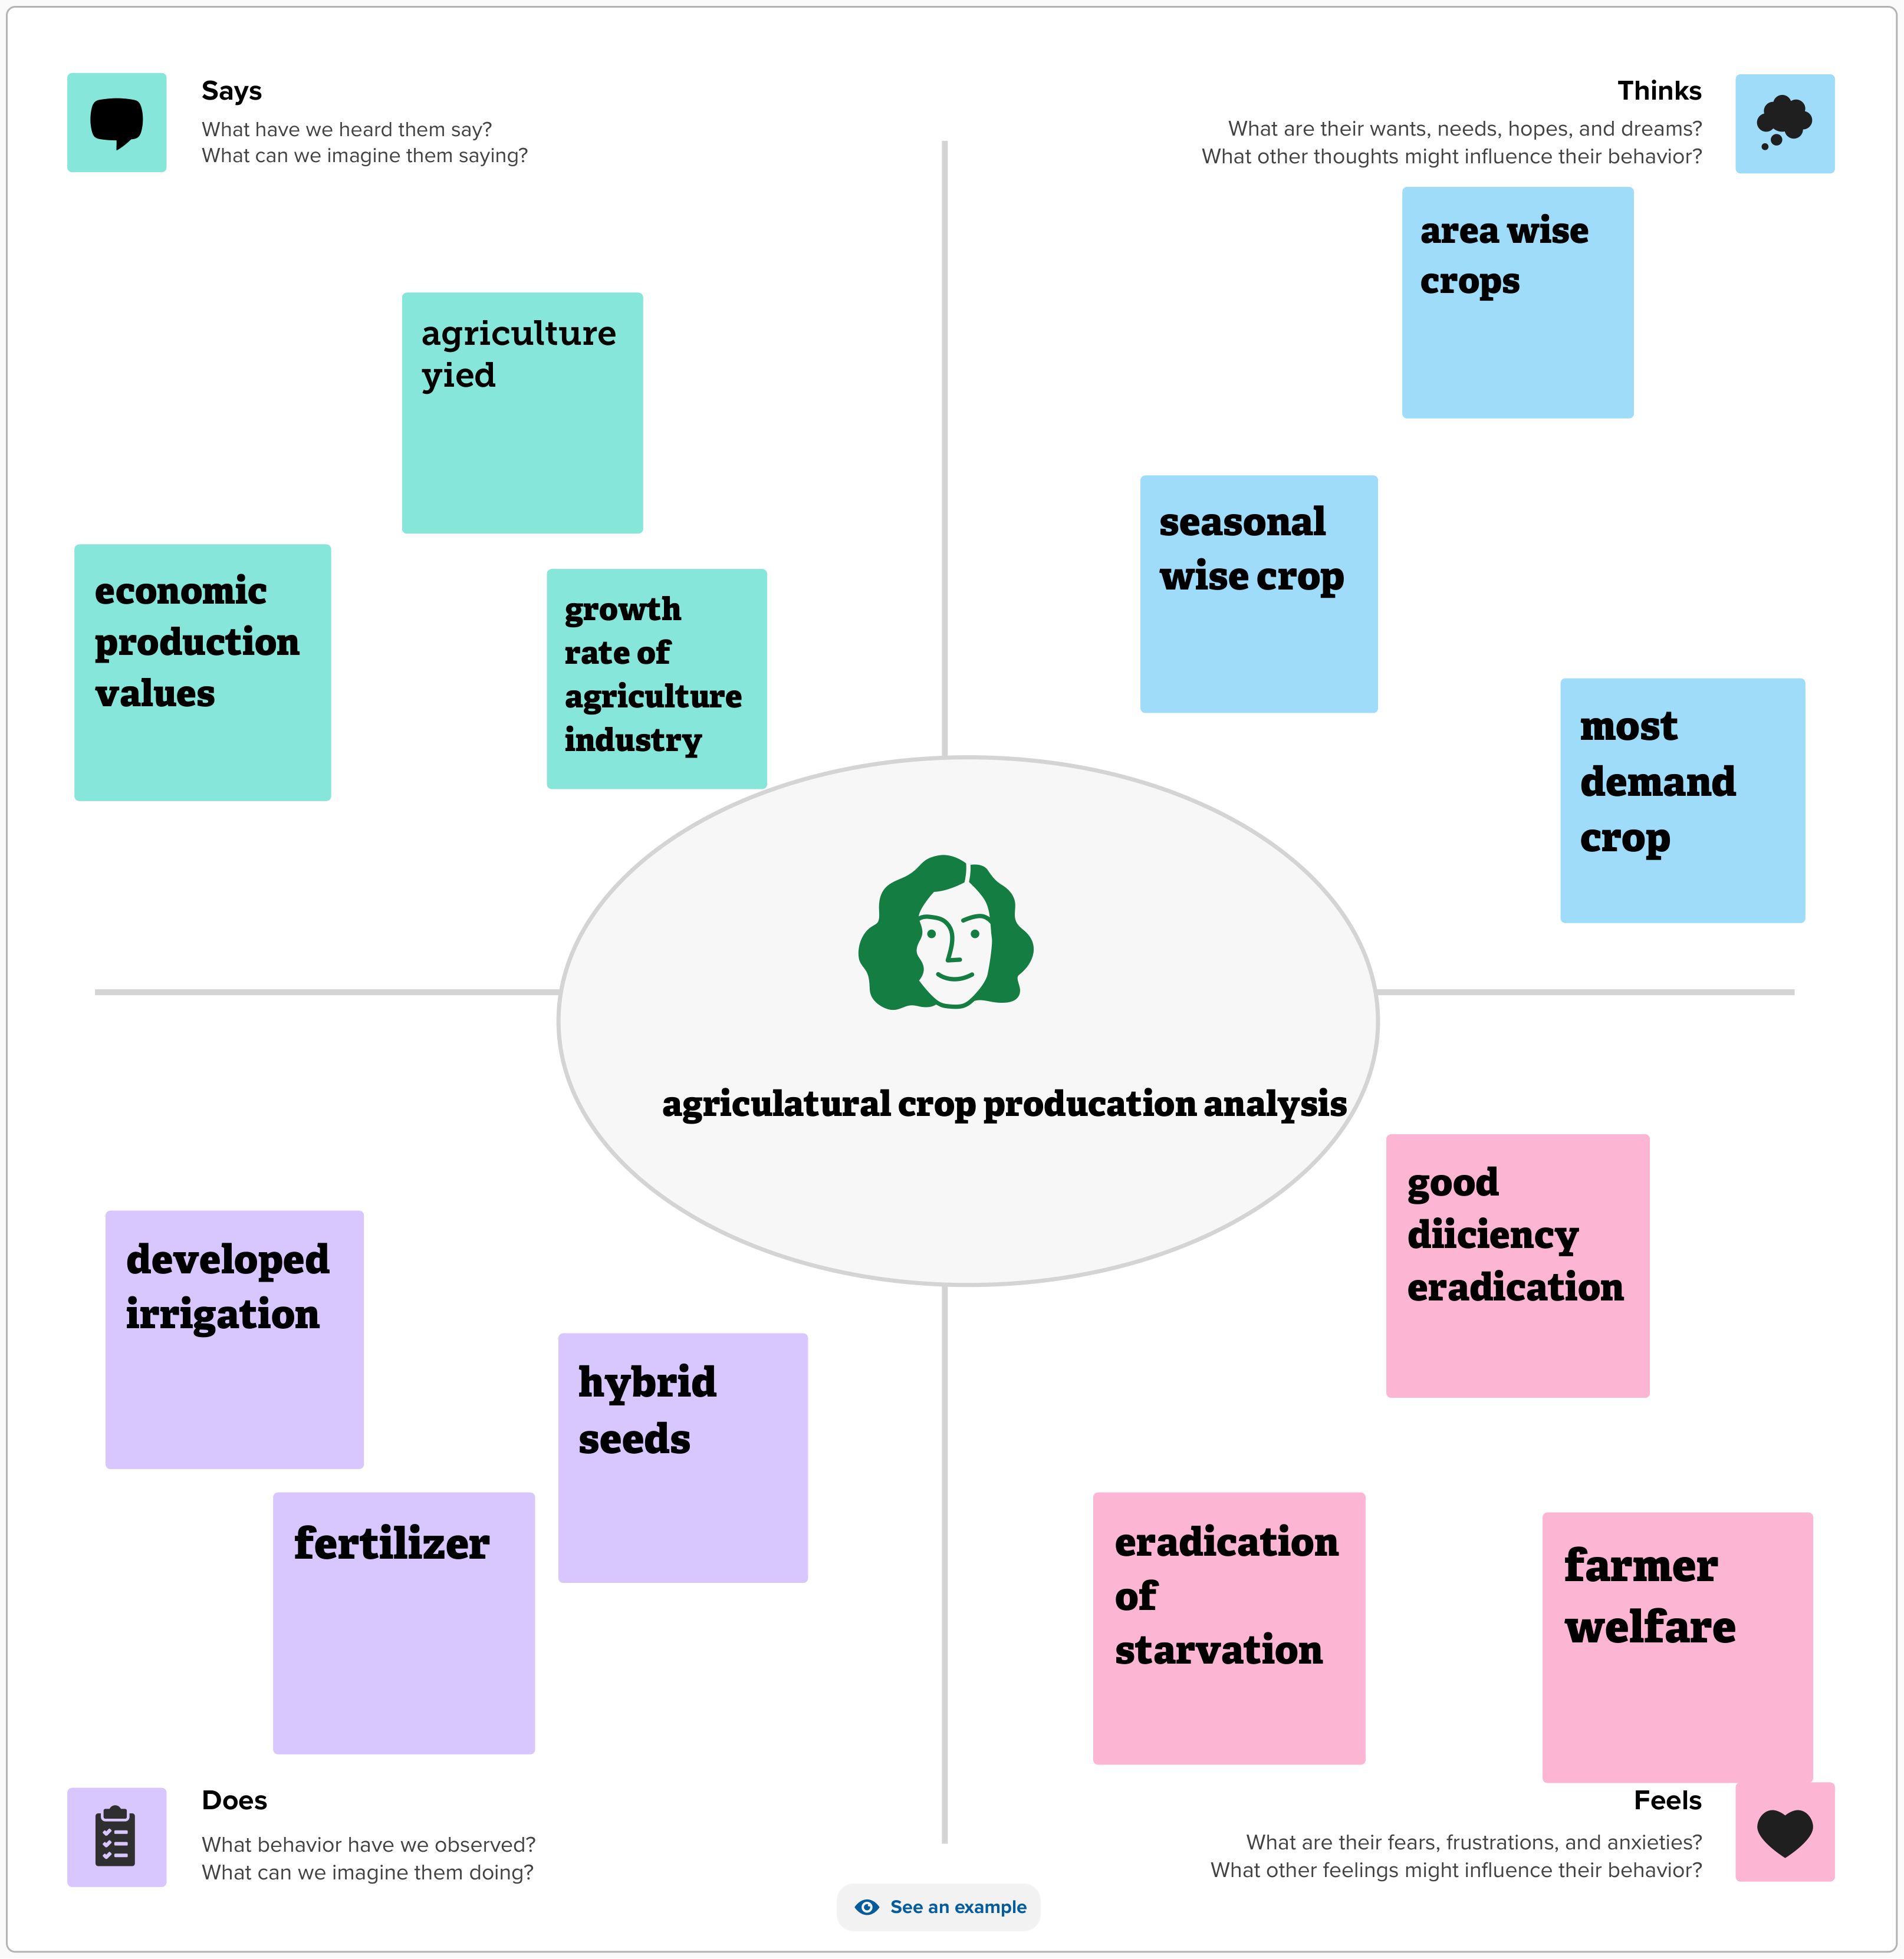 Says
What have we heard them say?
What can we imagine them saying?
Thinks
What are their wants, needs, hopes, and dreams?
What other thoughts might influence their behavior?
area wise
crops
agriculture
yied
seasonal
wise crop
economic
production
values
growth
rate of
agriculture
industry
most
demand
crop
agriculatural crop producation analysis
good
diiciency
eradication
developed
irrigation
hybrid
seeds
fertilizer
eradication
of
starvation
farmer
welfare
Does
What behavior have we observed?
What can we imagine them doing?
Feels
What are their fears, frustrations, and anxieties?
What other feelings might influence their behavior?
See an example